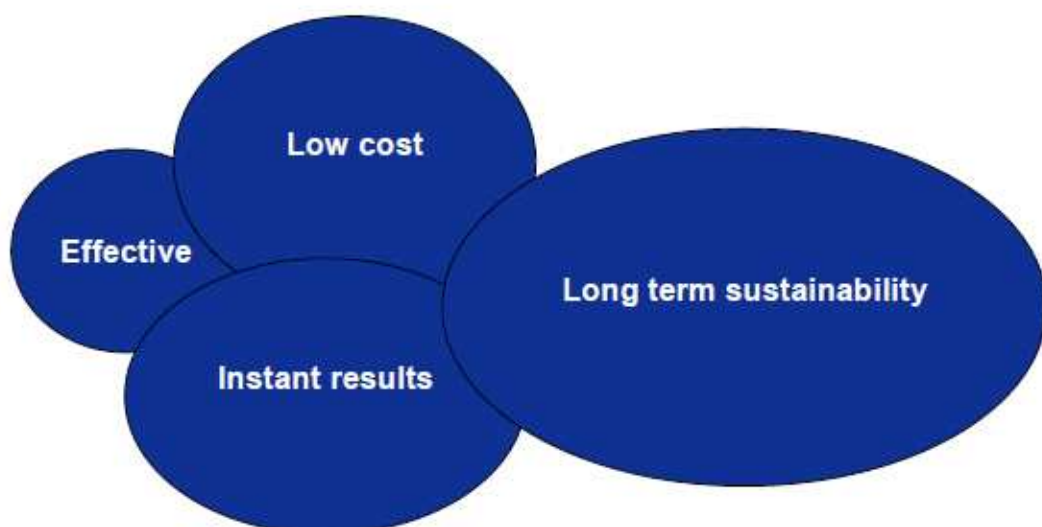 Low cost
Effective
Long term sustainability
Instant results